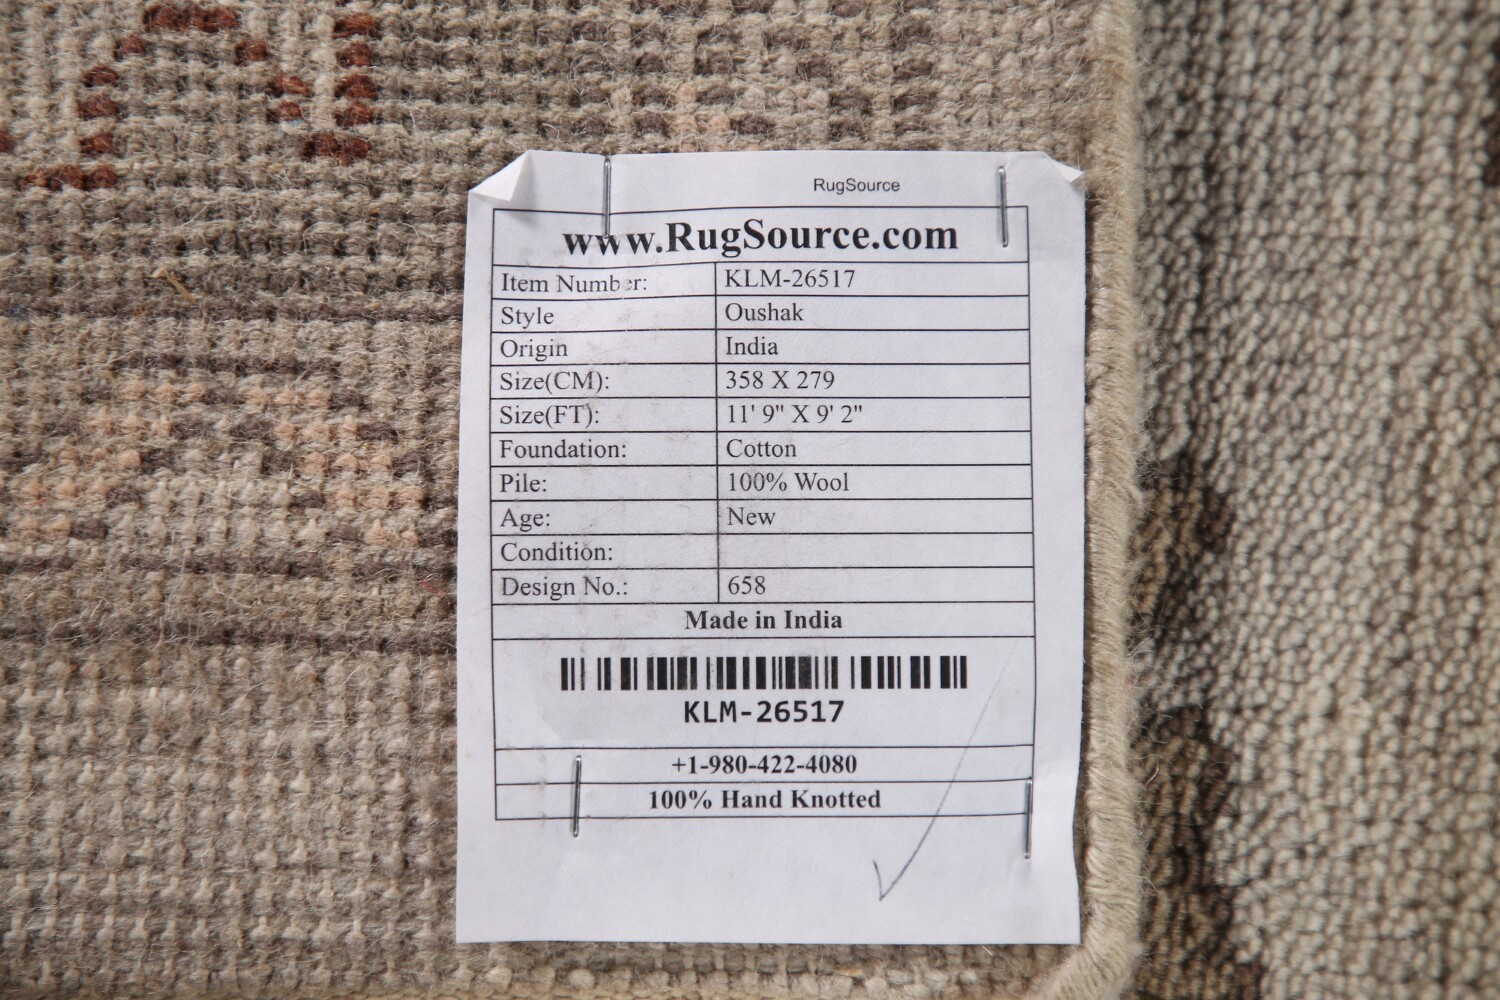 RugSource
www.RugSource.com
Item Number: KLM-26517
Style Oushak
Origin India
Size(CM): 358 X 279
Size(FT): 11' 9" X 9' 2"
Foundation: Cotton
Pile: 100% Wool
Age: New
Condition:
Design No.: 658
Made in India
KLM-26517
+1-980-422-4080
100% Hand Knotted